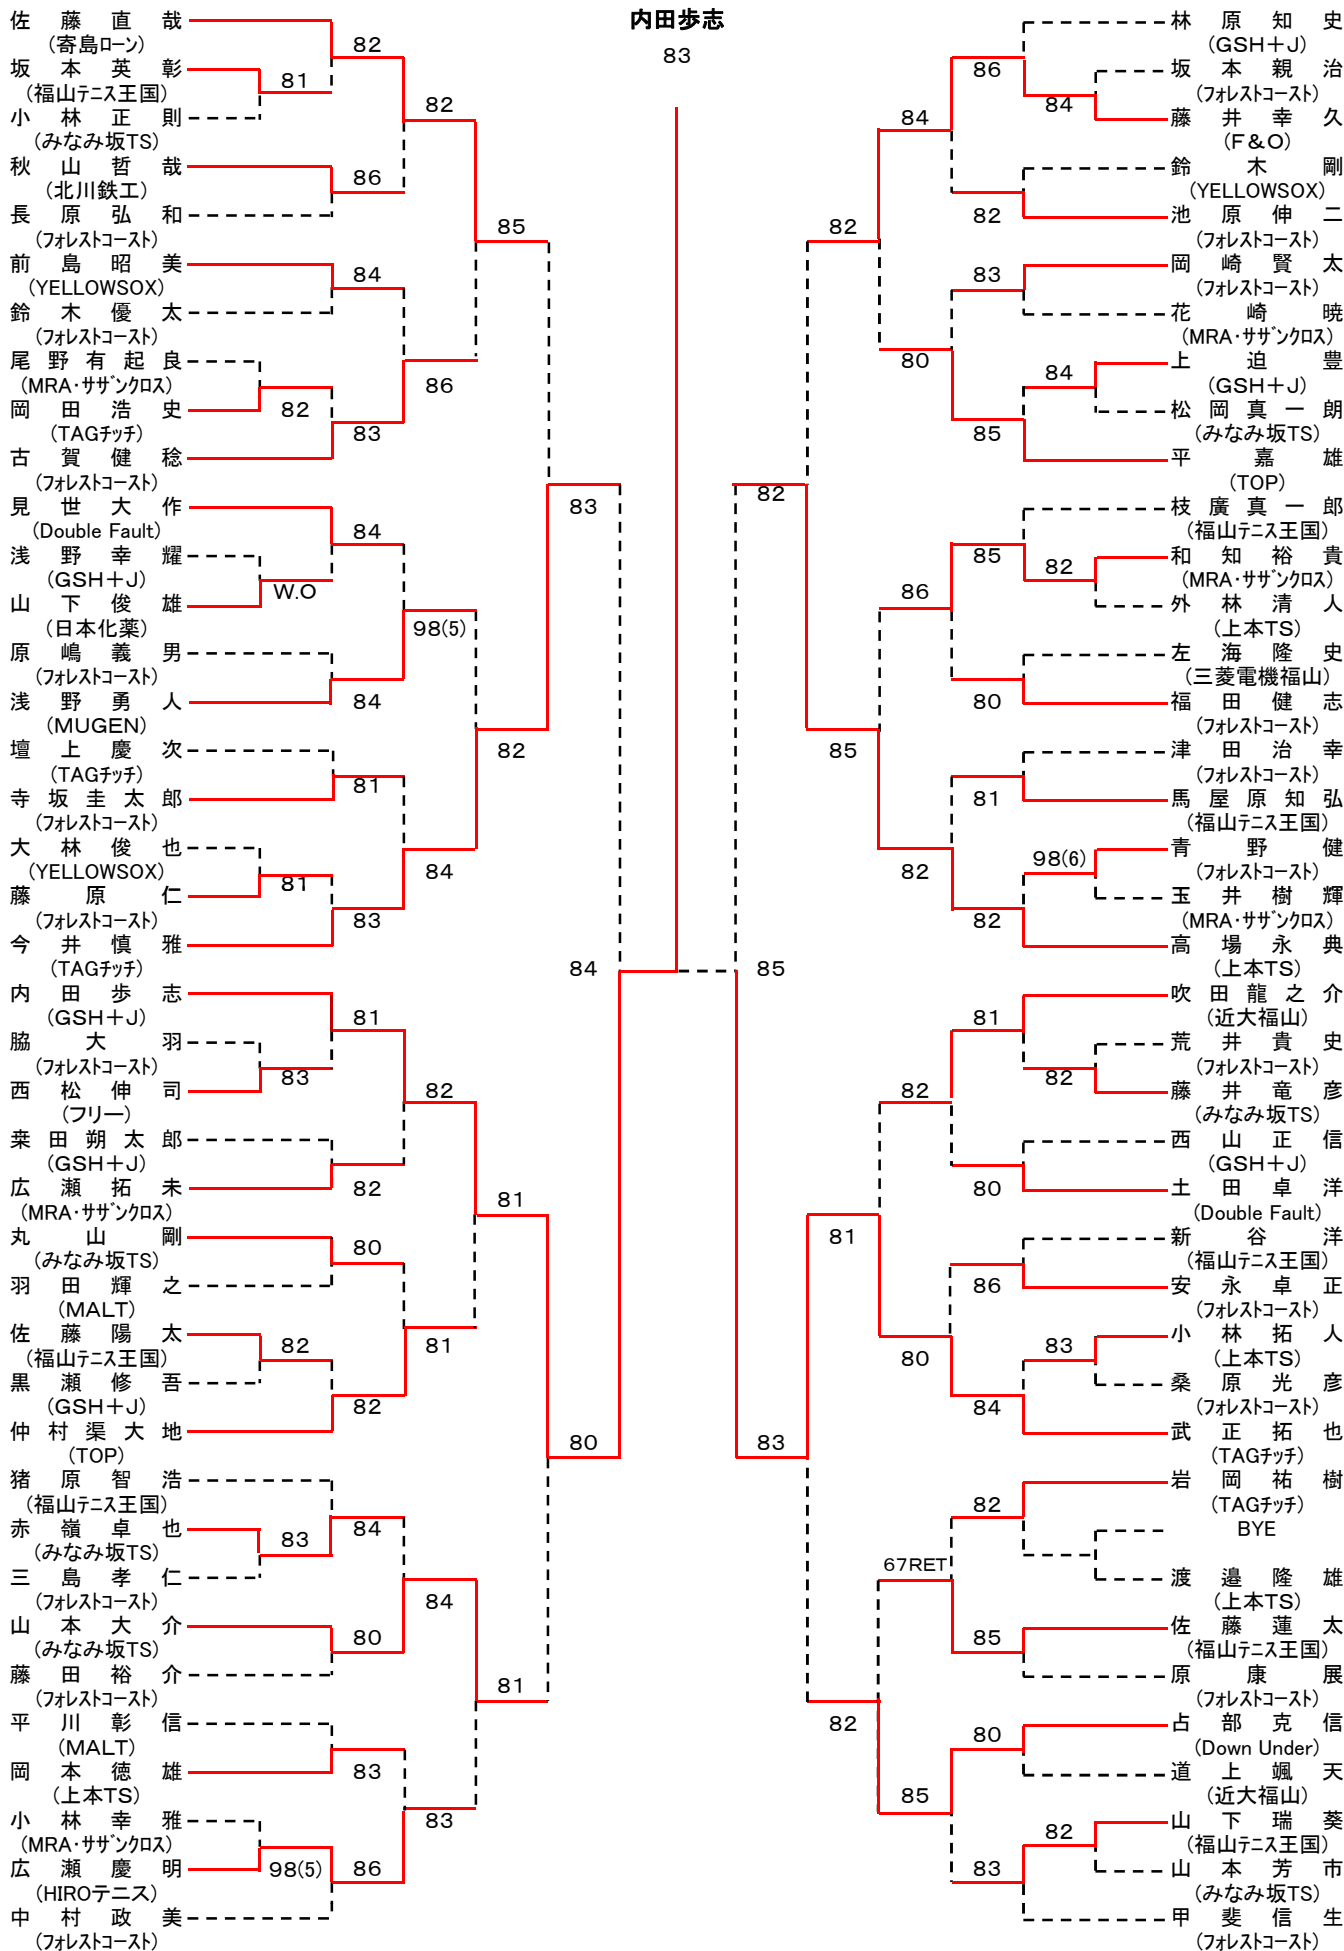 内田歩志
83
佐藤直哉
(寄島ローン)
坂本英彰
(福山テニス王国)
小林正則
(みなみ坂TS)
秋山哲哉
(北川鉄工)
長原弘和
(フォレストコースト)
前島昭美
(YELLOWSOX)
鈴木優太
(フォレストコースト)
尾野有起良
(MRA・サザンクロス)
岡田浩史
(TAGチッチ)
古賀健稔
(フォレストコースト)
見世大作
(Double Fault)
浅野幸耀
(GSH+J)
山下俊雄
(日本化薬)
原嶋義男
(フォレストコースト)
浅野勇人
(MUGEN)
壇上慶次
(TAGチッチ)
寺坂圭太郎
(フォレストコースト)
大林俊也
(YELLOWSOX)
藤原仁
(フォレストコースト)
今井慎雅
(TAGチッチ)
内田歩志
(GSH+J)
脇大羽
(フォレストコースト)
西松伸司
(フリー)
桒田朔太郎
(GSH+J)
広瀬拓未
(MRA・サザンクロス)
丸山剛
(みなみ坂TS)
羽田輝之
(MALT)
佐藤陽太
(福山テニス王国)
黒瀬修吾
(GSH+J)
仲村渠大地
(TOP)
猪原智浩
(福山テニス王国)
赤嶺卓也
(みなみ坂TS)
三島孝仁
(フォレストコースト)
山本大介
(みなみ坂TS)
藤田裕介
(フォレストコースト)
平川彰信
(MALT)
岡本徳雄
(上本TS)
小林幸雅
(MRA・サザンクロス)
広瀬慶明
(HIROテニス)
中村政美
(フォレストコースト)
81
82
W.O
81
83
82
83
98(5)
82
86
84
83
84
84
81
83
81
82
80
82
84
80
83
86
82
86
98(5)
84
82
81
84
83
85
82
81
81
83
80
84
85
82
83
82
85
81
82
84
80
86
82
82
80
67RET
85
86
82
83
85
85
80
81
82
81
80
86
84
82
85
80
83
84
84
82
98(6)
82
83
82
林原知史
(GSH+J)
坂本親治
(フォレストコースト)
藤井幸久
(F&O)
鈴木剛
(YELLOWSOX)
池原伸二
(フォレストコースト)
岡崎賢太
(フォレストコースト)
花崎暁
(MRA・サザンクロス)
上迫豊
(GSH+J)
松岡真一朗
(みなみ坂TS)
平嘉雄
(TOP)
枝廣真一郎
(福山テニス王国)
和知裕貴
(MRA・サザンクロス)
外林清人
(上本TS)
左海隆史
(三菱電機福山)
福田健志
(フォレストコースト)
津田治幸
(フォレストコースト)
馬屋原知弘
(福山テニス王国)
青野健
(フォレストコースト)
玉井樹輝
(MRA・サザンクロス)
高場永典
(上本TS)
吹田龍之介
(近大福山)
荒井貴史
(フォレストコースト)
藤井竜彦
(みなみ坂TS)
西山正信
(GSH+J)
土田卓洋
(Double Fault)
新谷洋
(福山テニス王国)
安永卓正
(フォレストコースト)
小林拓人
(上本TS)
桑原光彦
(フォレストコースト)
武正拓也
(TAGチッチ)
岩岡祐樹
(TAGチッチ)
BYE
渡邉隆雄
(上本TS)
佐藤蓮太
(福山テニス王国)
原康展
(フォレストコースト)
占部克信
(Down Under)
道上颯天
(近大福山)
山下瑞葵
(福山テニス王国)
山本芳市
(みなみ坂TS)
甲斐信生
(フォレストコースト)